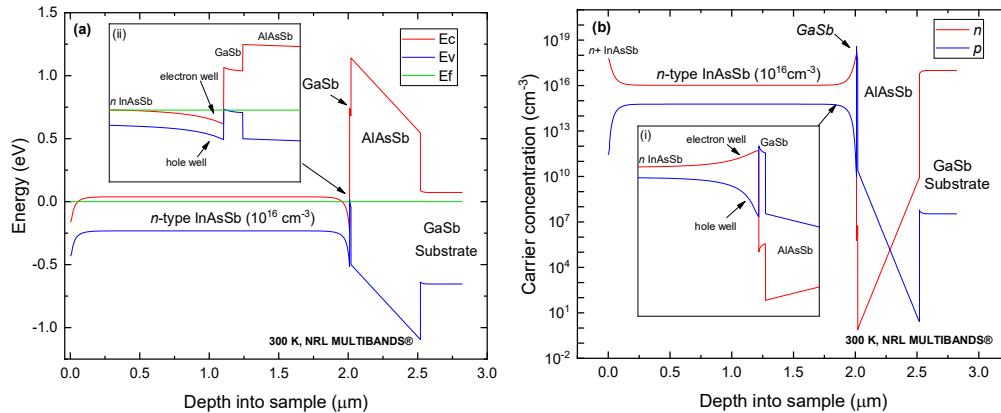 (a)
(ii)
AlAsSb
GaSb
electron well
n InAsSb
hole well
Ec
Ev
Ef
GaSb
AlAsSb
n-type InAsSb (10¹⁶ cm-³)
GaSb
Substrate
300 K, NRL MULTIBANDS®
1.5
1.0
0.5
0.0
-0.5
-1.0
Energy (eV)
0.0 0.5 1.0 1.5 2.0 2.5 3.0
Depth into sample (μm)
(b)
GaSb
n
p
n+ InAsSb
n-type InAsSb (10¹⁶cm-³)
AlAsSb
(i)
electron well
GaSb
n InAsSb
hole well
AlAsSb
GaSb
Substrate
300 K, NRL MULTIBANDS®
10¹⁹
10¹⁶
10¹³
10¹⁰
10⁷
10⁴
10¹
10⁻²
Carrier concentration (cm⁻³)
0.0 0.5 1.0 1.5 2.0 2.5 3.0
Depth into sample (μm)